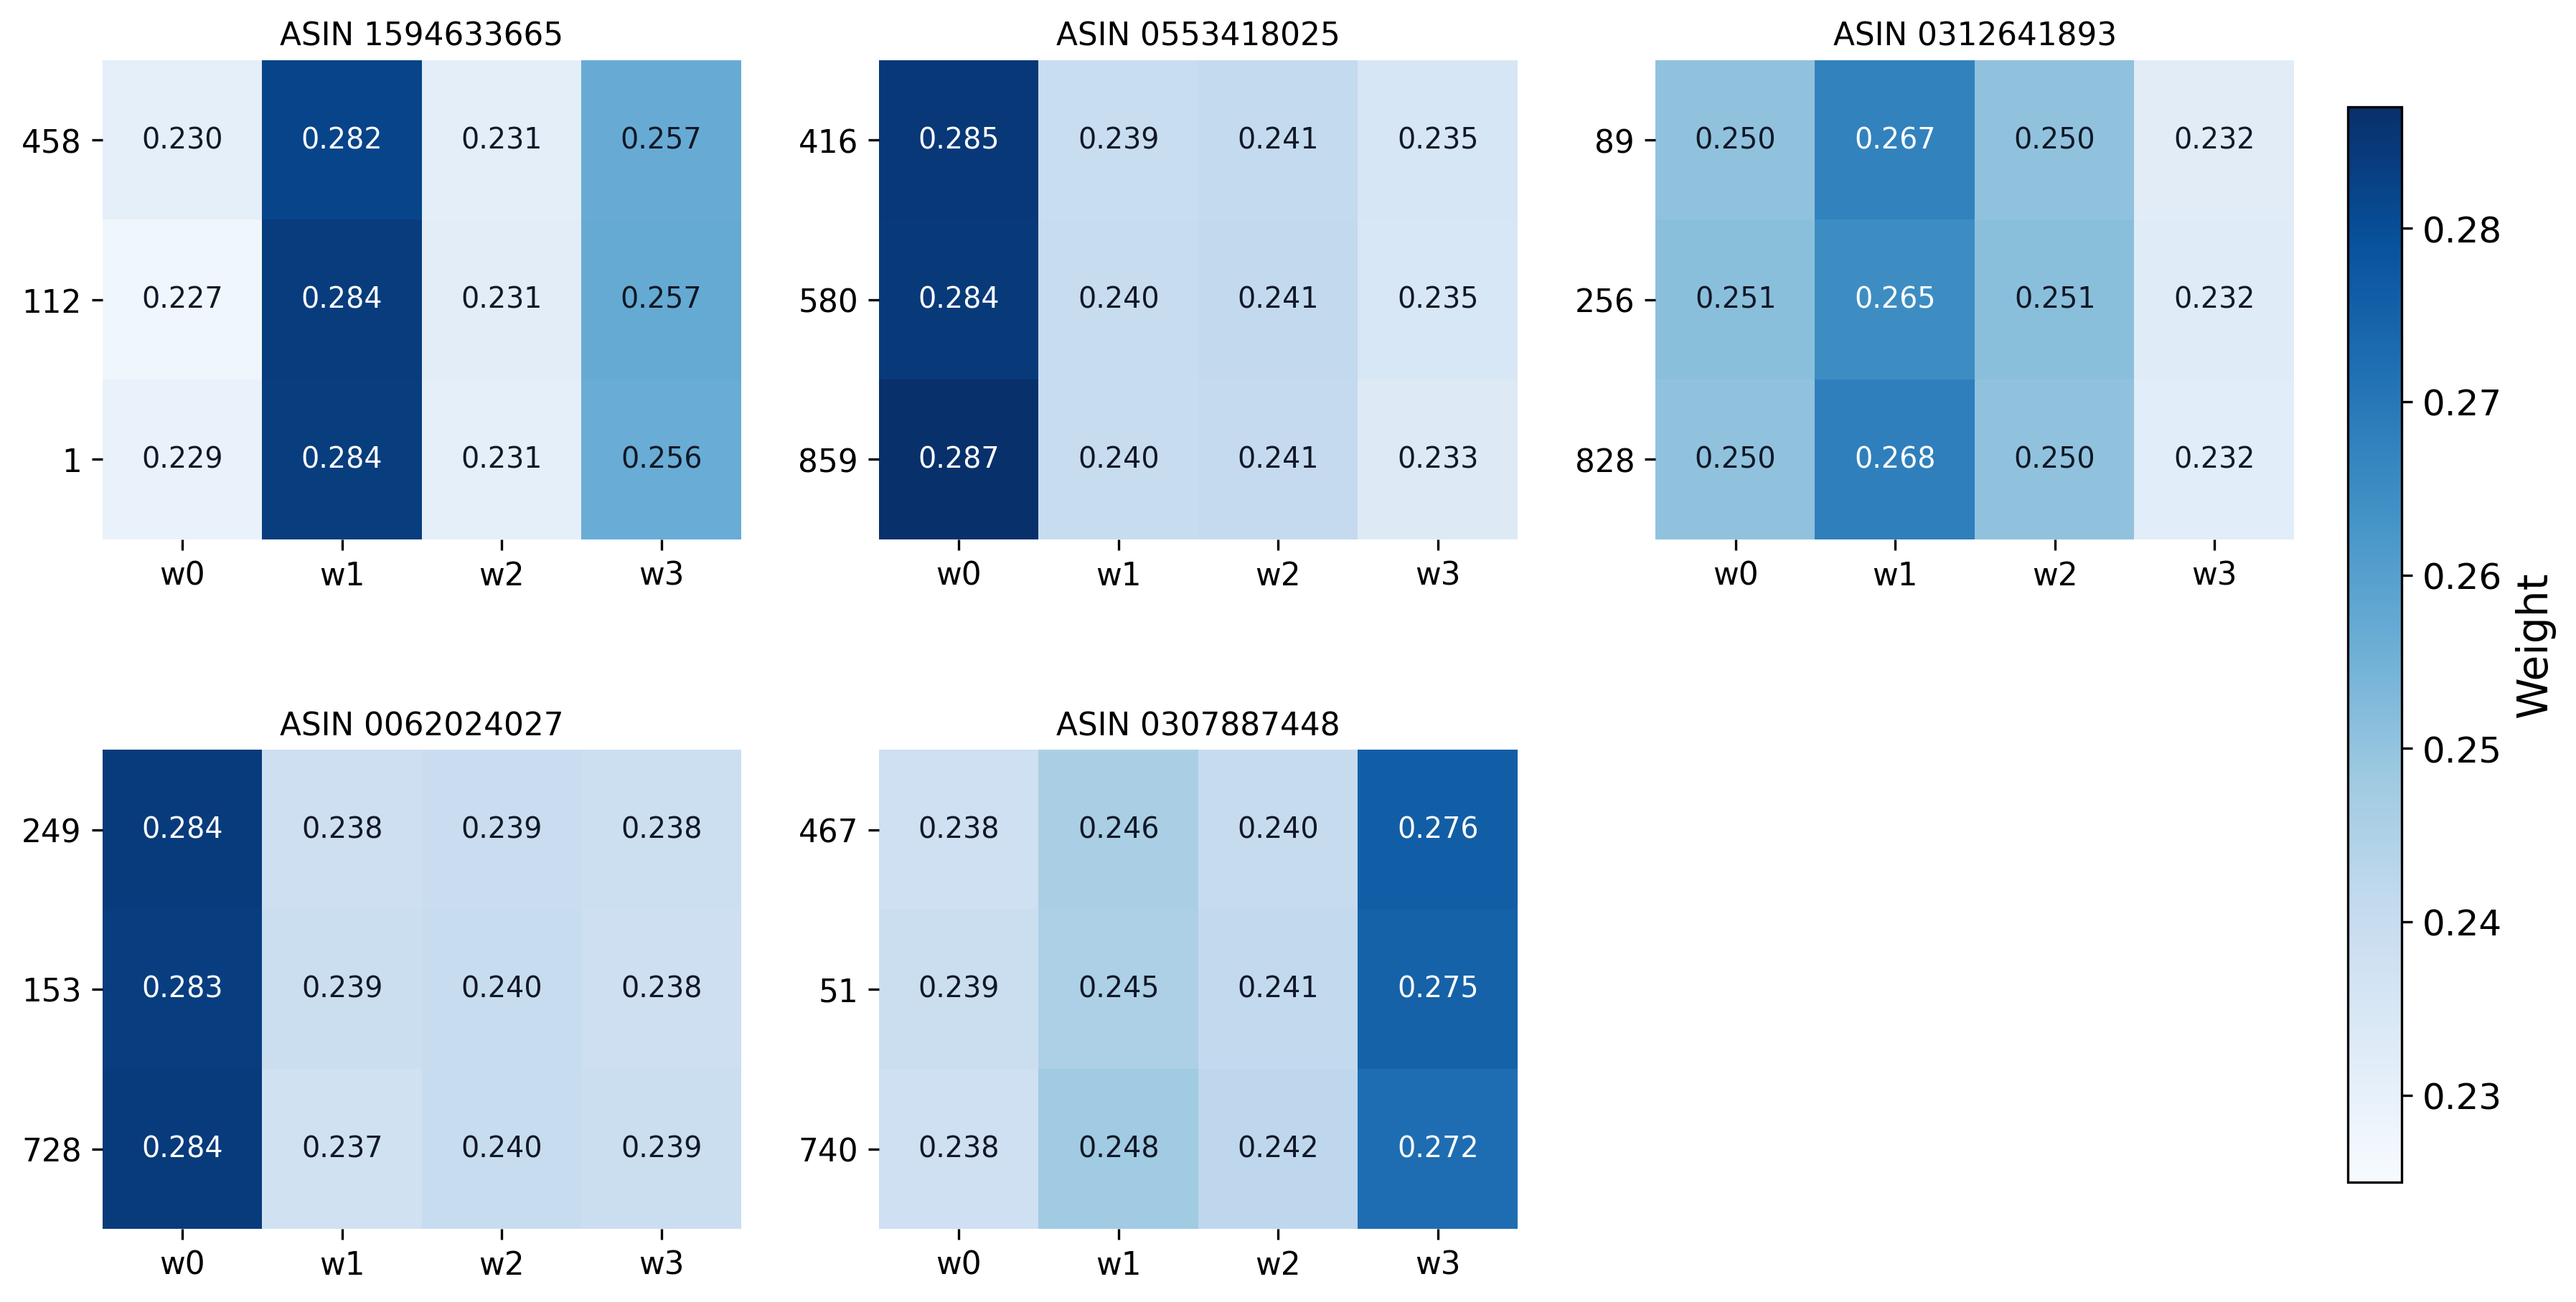 ASIN 1594633665
458 0.230 0.282 0.231 0.257
112 0.227 0.284 0.231 0.257
1 0.229 0.284 0.231 0.256
w0 w1 w2 w3
ASIN 0553418025
416 0.285 0.239 0.241 0.235
580 0.284 0.240 0.241 0.235
859 0.287 0.240 0.241 0.233
w0 w1 w2 w3
ASIN 0312641893
89 0.250 0.267 0.250 0.232
256 0.251 0.265 0.251 0.232
828 0.250 0.268 0.250 0.232
w0 w1 w2 w3
ASIN 0062024027
249 0.284 0.238 0.239 0.238
153 0.283 0.239 0.240 0.238
728 0.284 0.237 0.240 0.239
w0 w1 w2 w3
ASIN 0307887448
467 0.238 0.246 0.240 0.276
51 0.239 0.245 0.241 0.275
740 0.238 0.248 0.242 0.272
w0 w1 w2 w3
0.28
0.27
0.26
0.25
0.24
0.23
Weight